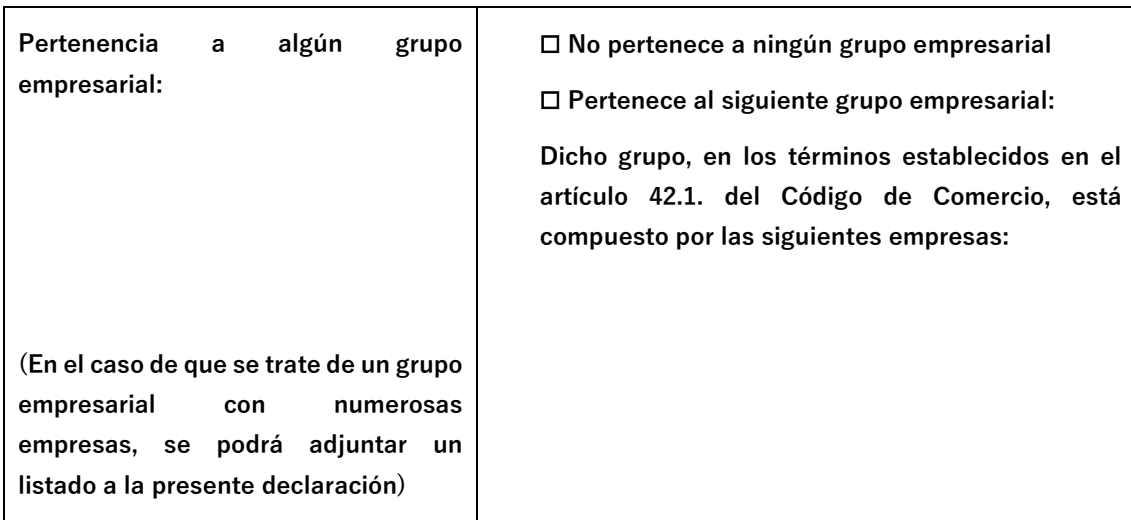 Pertenencia a algún grupo
empresarial:
(En el caso de que se trate de un grupo
empresarial con numerosas
empresas, se podrá adjuntar un
listado a la presente declaración)
☐ No pertenece a ningún grupo empresarial
☐ Pertenece al siguiente grupo empresarial:
Dicho grupo, en los términos establecidos en el
artículo 42.1. del Código de Comercio, está
compuesto por las siguientes empresas: